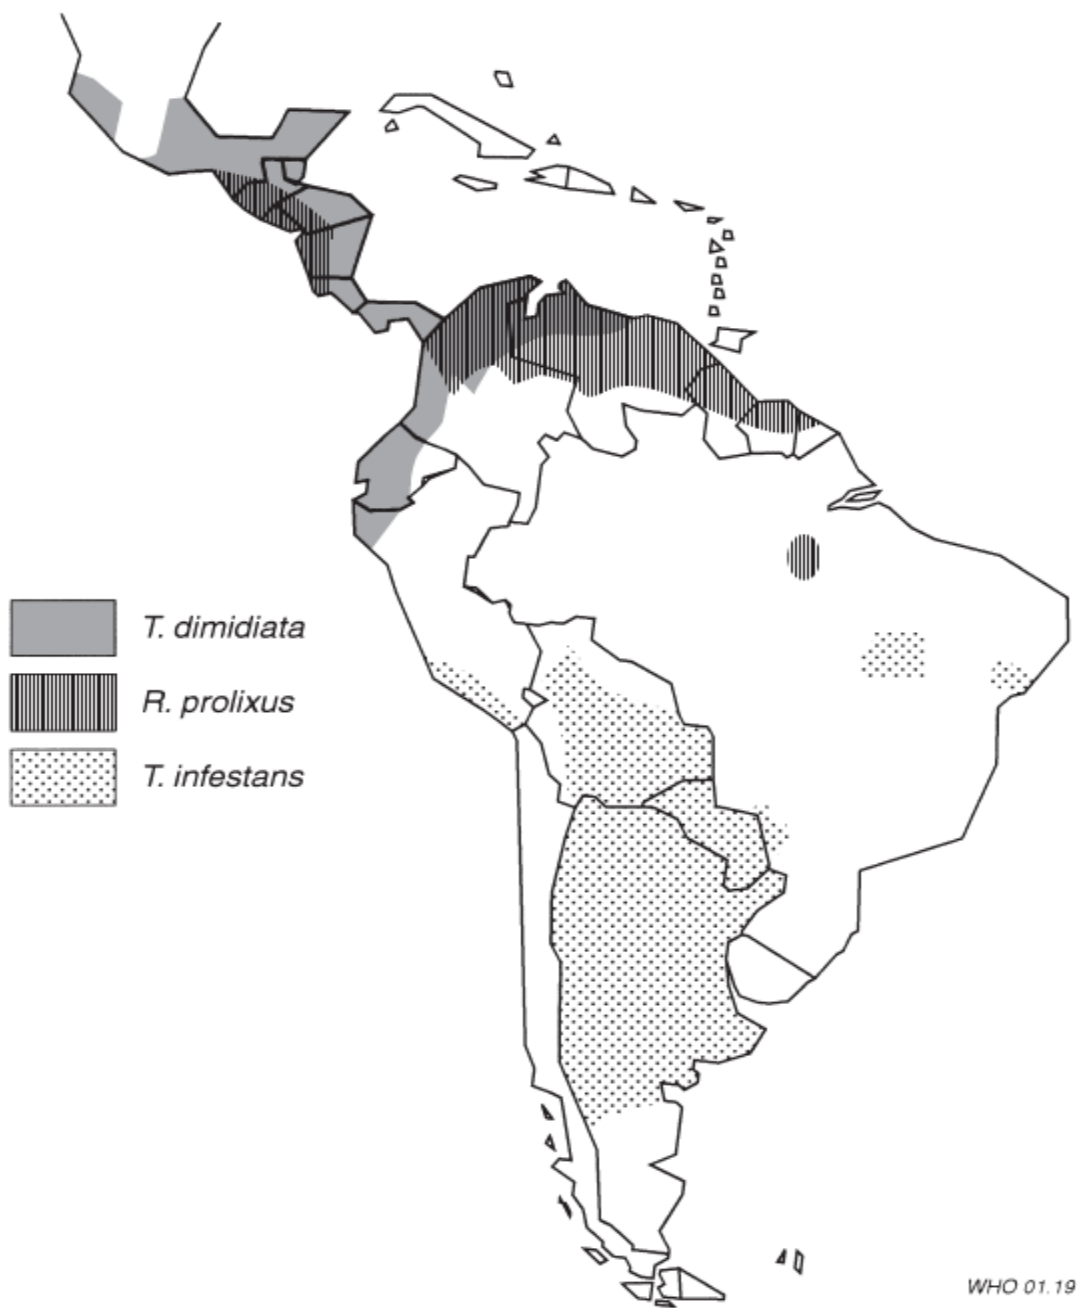 T. dimidiata
R. prolixus
T. infestans
WHO 01.19